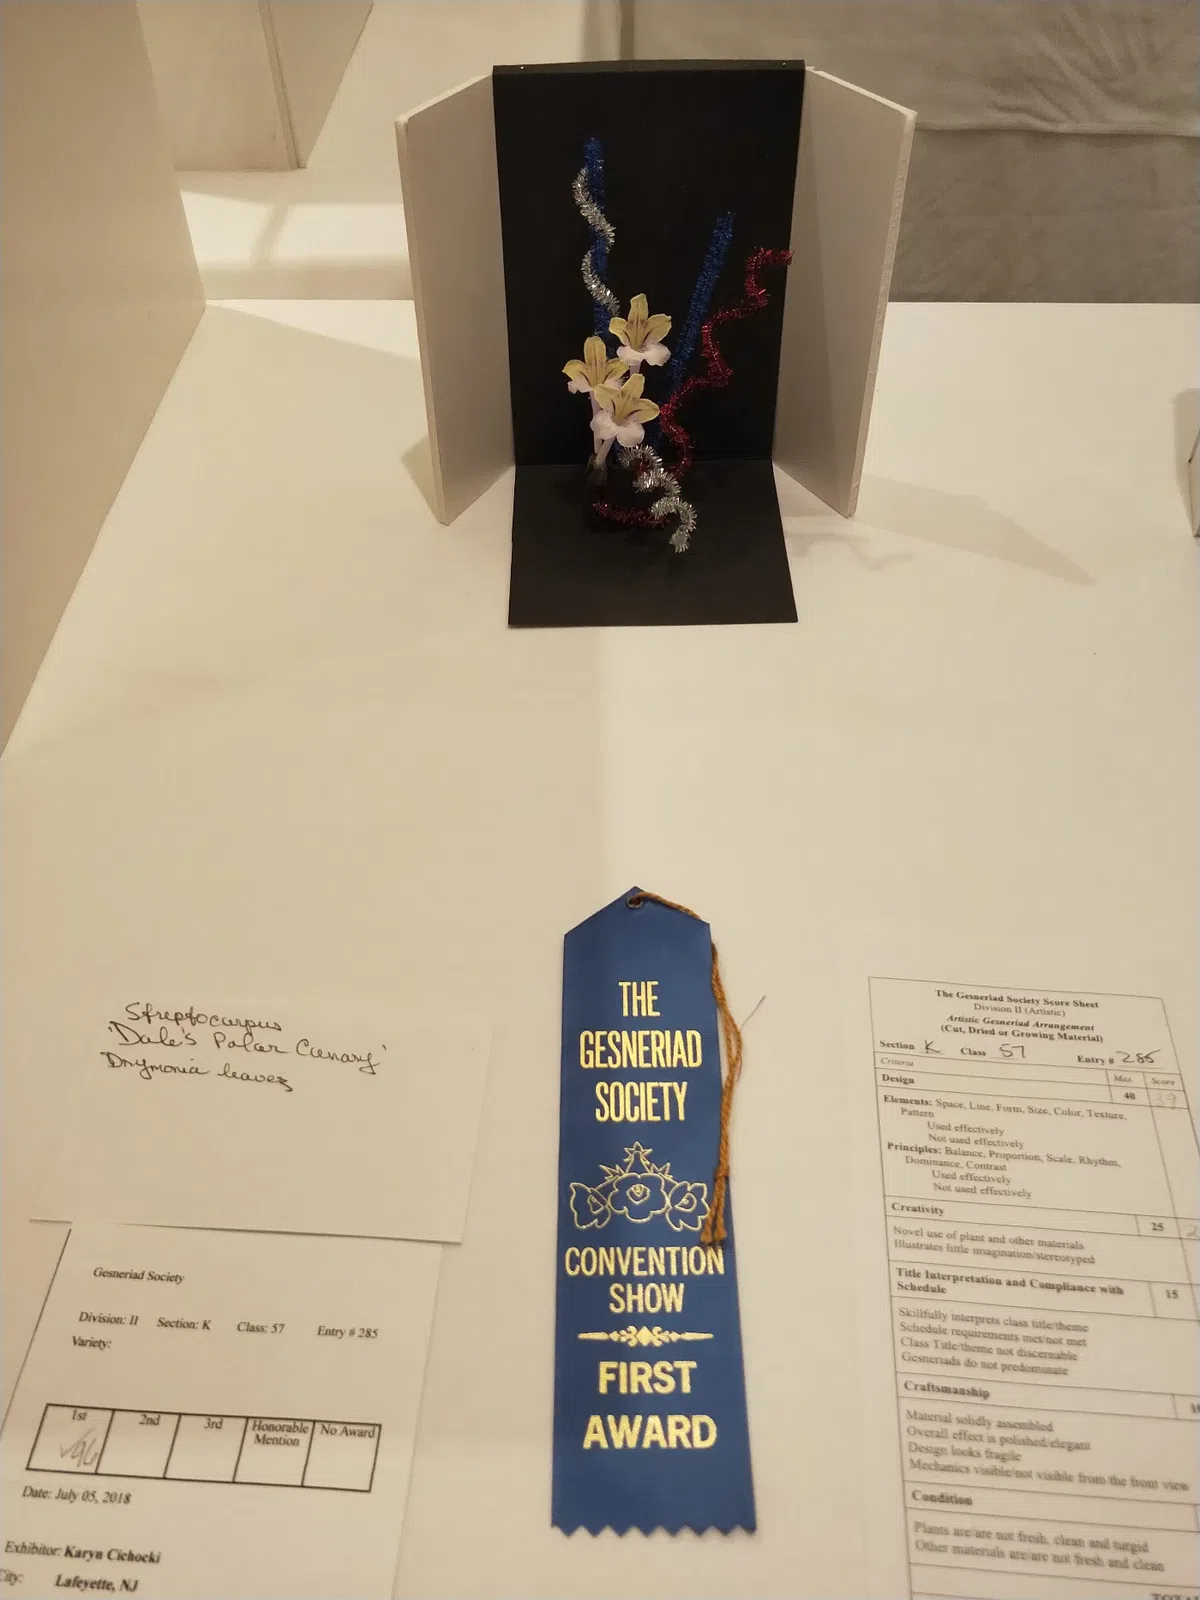 Streptocarpus
'Dale's Polar Canary'
Drymonia leaves
Gesneriad Society
Division: II Section: K Class: 57 Entry # 285
Variety:
1st 2nd 3rd Honorable Mention No Award
96
Date: July 05, 2018
Exhibitor: Karyn Cichocki
City: Lafeyette, NJ
THE
GESNERIAD
SOCIETY
CONVENTION
SHOW
FIRST
AWARD
The Gesneriad Society Score Sheet
Division II (Artistic)
Artistic Gesneriad Arrangement
(Cut, Dried or Growing Material)
Section K Class 57 Entry # 285
Criteria Max Score
Design 40 39
Elements: Space, Line, Form, Size, Color, Texture,
Pattern
Used effectively
Not used effectively
Principles: Balance, Proportion, Scale, Rhythm,
Dominance, Contrast
Used effectively
Not used effectively
Creativity 25
Novel use of plant and other materials
Illustrates little imagination/stereotyped
Title Interpretation and Compliance with
Schedule 15
Skillfully interprets class title/theme
Schedule requirements met/not met
Class Title/theme not discernable
Gesneriads do not predominate
Craftsmanship
Material solidly assembled
Overall effect is polished/elegant
Design looks fragile
Mechanics visible/not visible from the front view
Condition
Plants are/are not fresh, clean and turgid
Other materials are/are not fresh and clean